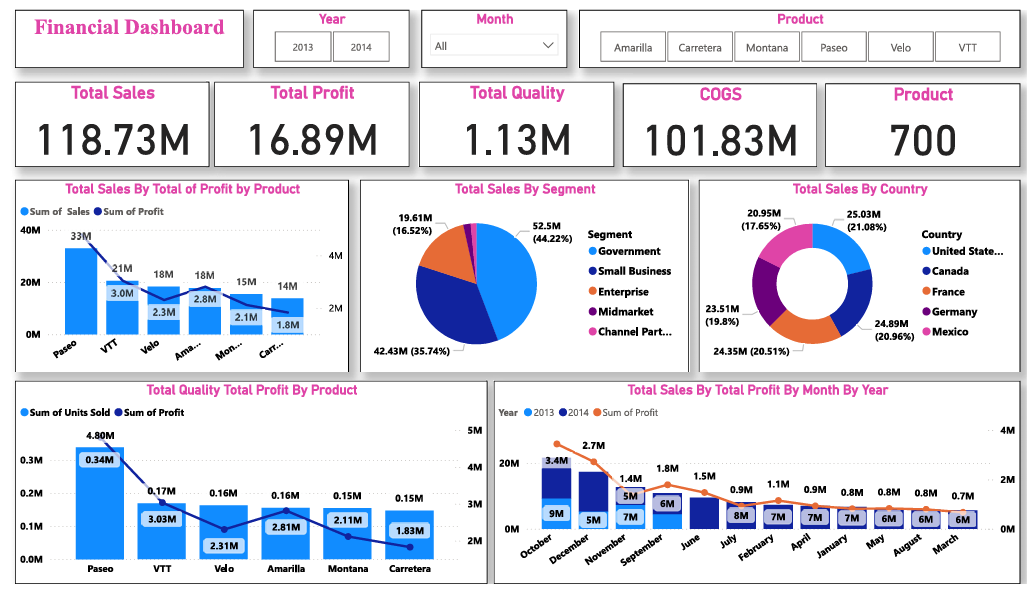 Financial Dashboard
Year
2013 2014
Month
All
Product
Amarilla Carretera Montana Paseo Velo VTT
Total Sales
118.73M
Total Profit
16.89M
Total Quality
1.13M
COGS
101.83M
Product
700
Total Sales By Total of Profit by Product
Sum of Sales Sum of Profit
40M
20M
0M
4M
2M
33M
21M
18M
18M
15M
14M
3.0M
2.3M
2.8M
2.1M
1.8M
Paseo VTT Velo Ama... Mon... Carr...
Total Sales By Segment
19.61M
(16.52%)
52.5M
(44.22%)
42.43M (35.74%)
Segment
Government
Small Business
Enterprise
Midmarket
Channel Part...
Total Sales By Country
20.95M
(17.65%)
25.03M
(21.08%)
23.51M
(19.8%)
24.89M
(20.96%)
24.35M (20.51%)
Country
United State...
Canada
France
Germany
Mexico
Total Quality Total Profit By Product
Sum of Units Sold Sum of Profit
0.3M
0.2M
0.1M
0.0M
5M
4M
3M
2M
4.80M
0.34M
0.17M
3.03M
0.16M
2.31M
0.16M
2.81M
0.15M
2.11M
0.15M
1.83M
Paseo VTT Velo Amarilla Montana Carretera
Total Sales By Total Profit By Month By Year
Year 2013 2014 Sum of Profit
20M
0M
4M
2M
0M
3.4M
2.7M
1.4M
1.8M
1.5M
0.9M
1.1M
0.9M
0.8M
0.8M
0.8M
0.7M
9M
5M
5M
7M
6M
8M
7M
7M
7M
6M
6M
6M
October December November September June July February April January May August March